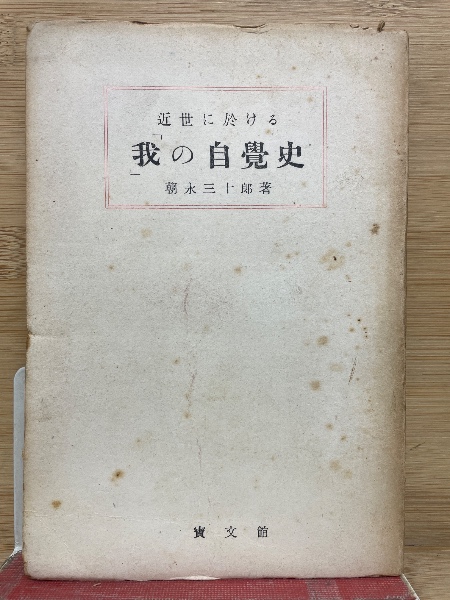 近世に於ける
「我」の自覺史
朝永三十郎著
寶文館